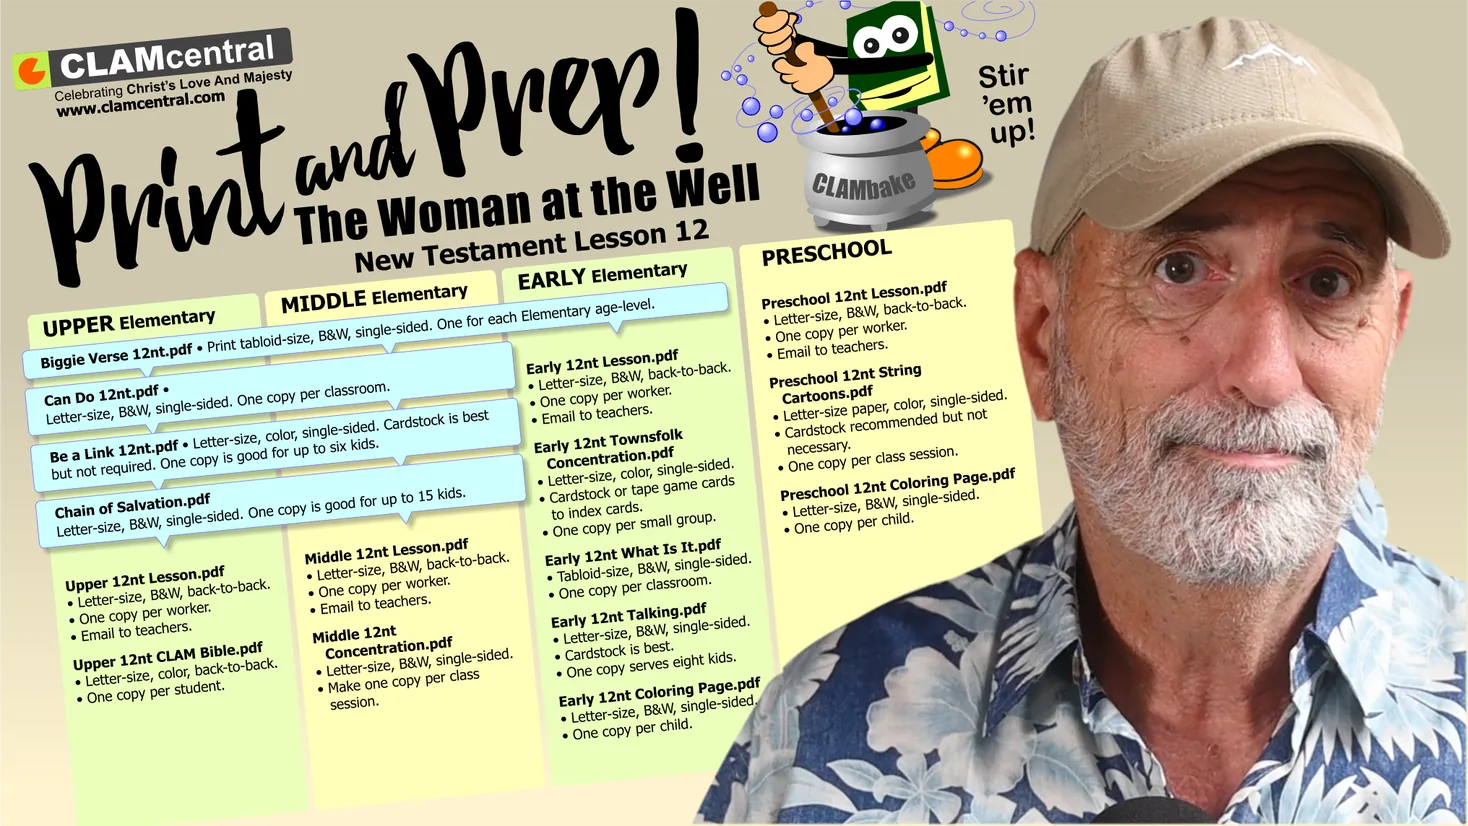 CLAMcentral
Celebrating Christ's Love And Majesty
www.clamcentral.com
Print and Prep!
The Woman at the Well
New Testament Lesson 12
Stir
'em
up!
CLAMbake
UPPER Elementary
MIDDLE Elementary
EARLY Elementary
PRESCHOOL
Biggie Verse 12nt.pdf • Print tabloid-size, B&W, single-sided. One for each Elementary age-level.
Can Do 12nt.pdf •
Letter-size, B&W, single-sided. One copy per classroom.
Be a Link 12nt.pdf • Letter-size, color, single-sided. Cardstock is best
but not required. One copy is good for up to six kids.
Chain of Salvation.pdf
Letter-size, B&W, single-sided. One copy is good for up to 15 kids.
Upper 12nt Lesson.pdf
• Letter-size, B&W, back-to-back.
• One copy per worker.
• Email to teachers.
Upper 12nt CLAM Bible.pdf
• Letter-size, color, back-to-back.
• One copy per student.
Middle 12nt Lesson.pdf
• Letter-size, B&W, back-to-back.
• One copy per worker.
• Email to teachers.
Middle 12nt
Concentration.pdf
• Letter-size, B&W, single-sided.
• Make one copy per class
session.
Early 12nt Lesson.pdf
• Letter-size, B&W, back-to-back.
• One copy per worker.
• Email to teachers.
Early 12nt Townsfolk
Concentration.pdf
• Letter-size, color, single-sided.
• Cardstock or tape game cards
to index cards.
• One copy per small group.
Early 12nt What Is It.pdf
• Tabloid-size, B&W, single-sided.
• One copy per classroom.
Early 12nt Talking.pdf
• Letter-size, B&W, single-sided.
• Cardstock is best.
• One copy serves eight kids.
Early 12nt Coloring Page.pdf
• Letter-size, B&W, single-sided.
• One copy per child.
Preschool 12nt Lesson.pdf
• Letter-size, B&W, back-to-back.
• One copy per worker.
• Email to teachers.
Preschool 12nt String
Cartoons.pdf
• Letter-size paper, color, single-sided.
• Cardstock recommended but not
necessary.
• One copy per class session.
Preschool 12nt Coloring Page.pdf
• Letter-size, B&W, single-sided.
• One copy per child.